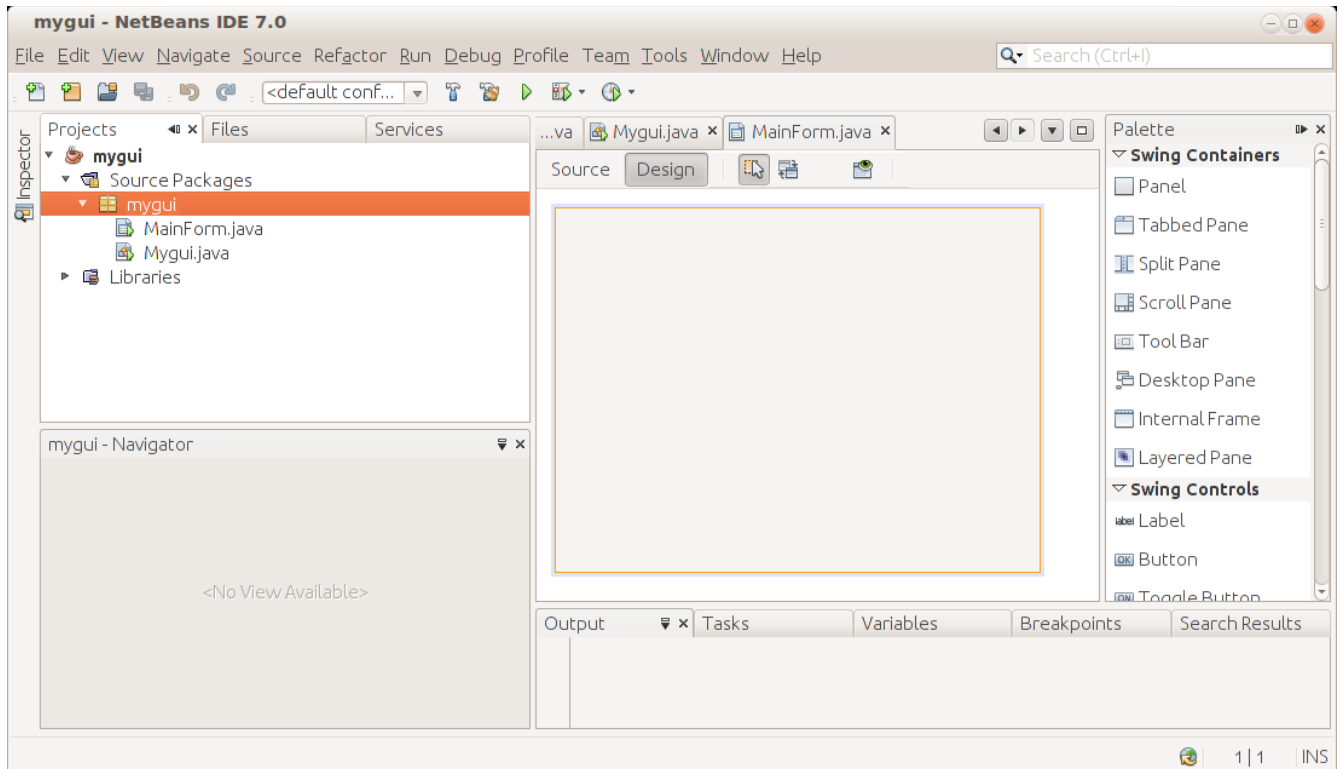 mygui - NetBeans IDE 7.0
File Edit View Navigate Source Refactor Run Debug Profile Team Tools Window Help
Search (Ctrl+I)
<default conf...
Inspector
Projects Files Services
mygui
Source Packages
mygui
MainForm.java
Mygui.java
Libraries
mygui - Navigator
<No View Available>
...va Mygui.java MainForm.java
Source Design
Palette
Swing Containers
Panel
Tabbed Pane
Split Pane
Scroll Pane
Tool Bar
Desktop Pane
Internal Frame
Layered Pane
Swing Controls
label Label
OK Button
ON Toggle Button
Output Tasks Variables Breakpoints Search Results
1|1 INS